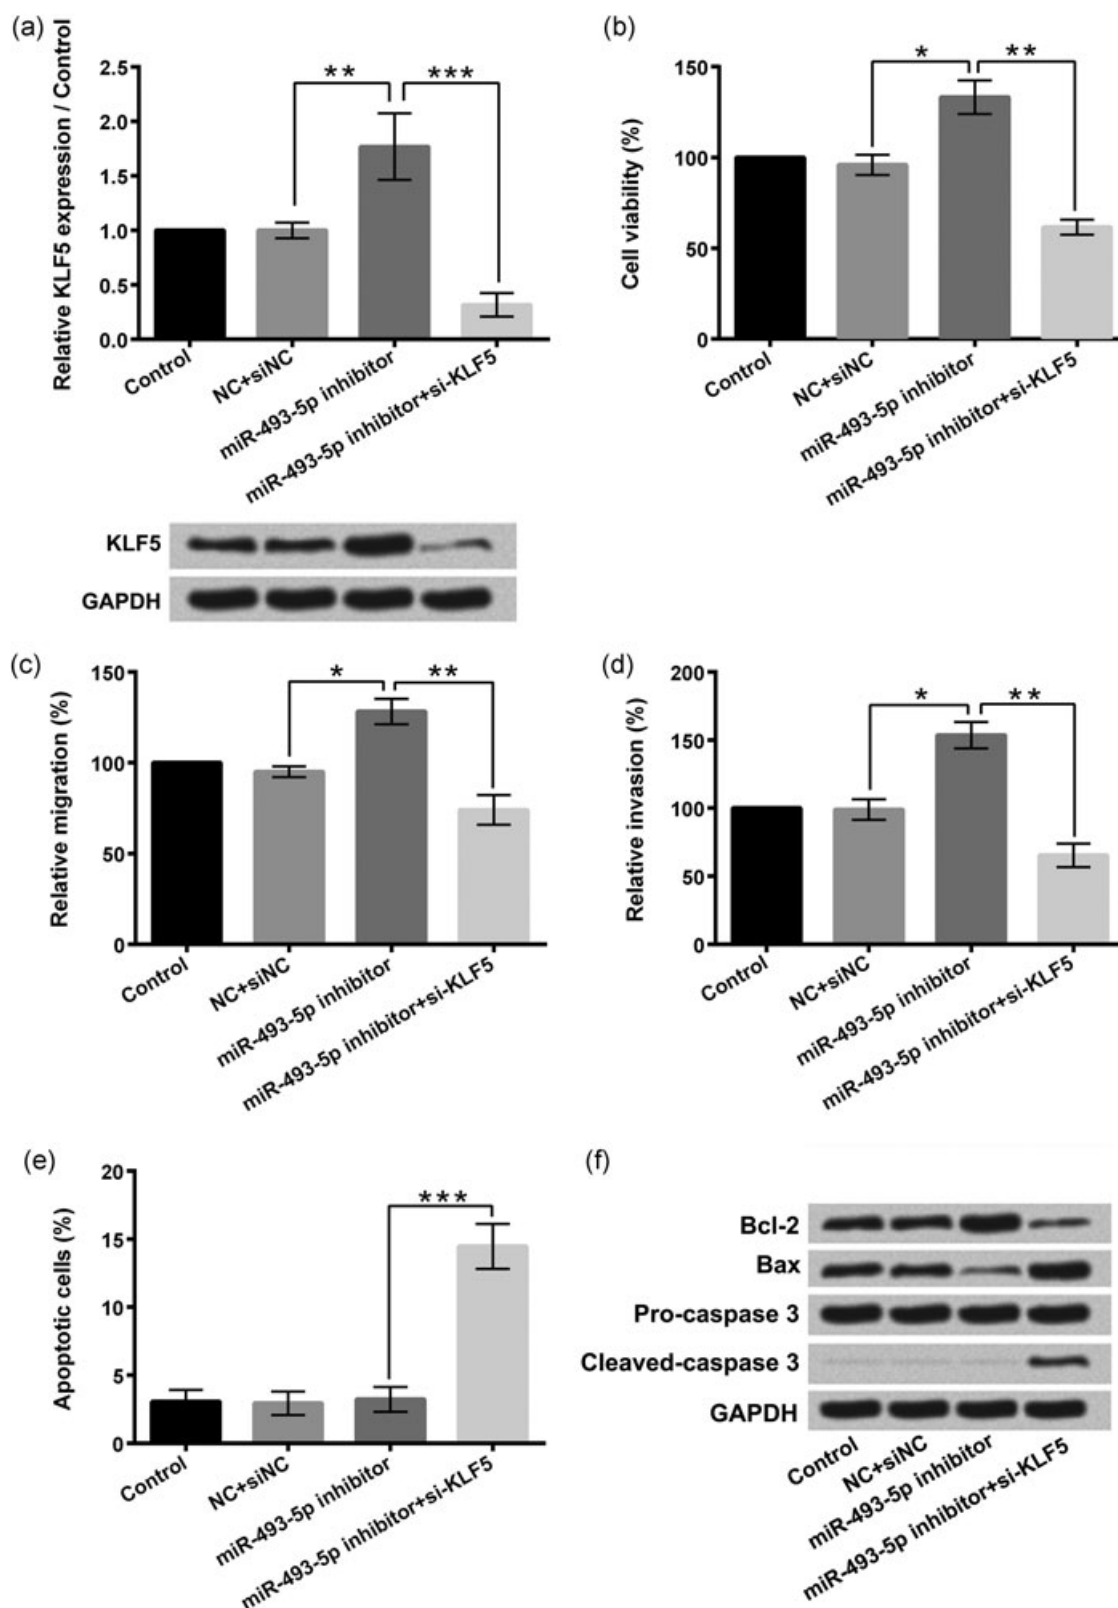 (a)
Relative KLF5 expression / Control
2.5
2.0
1.5
1.0
0.5
0.0
**
***
Control
NC+siNC
miR-493-5p inhibitor
miR-493-5p inhibitor+si-KLF5
KLF5
GAPDH
(b)
Cell viability (%)
150
100
50
0
*
**
Control
NC+siNC
miR-493-5p inhibitor
miR-493-5p inhibitor+si-KLF5
(c)
Relative migration (%)
150
100
50
0
*
**
Control
NC+siNC
miR-493-5p inhibitor
miR-493-5p inhibitor+si-KLF5
(d)
Relative invasion (%)
200
150
100
50
0
*
**
Control
NC+siNC
miR-493-5p inhibitor
miR-493-5p inhibitor+si-KLF5
(e)
Apoptotic cells (%)
20
15
10
5
0
***
Control
NC+siNC
miR-493-5p inhibitor
miR-493-5p inhibitor+si-KLF5
(f)
Bcl-2
Bax
Pro-caspase 3
Cleaved-caspase 3
GAPDH
Control
NC+siNC
miR-493-5p inhibitor
miR-493-5p inhibitor+si-KLF5